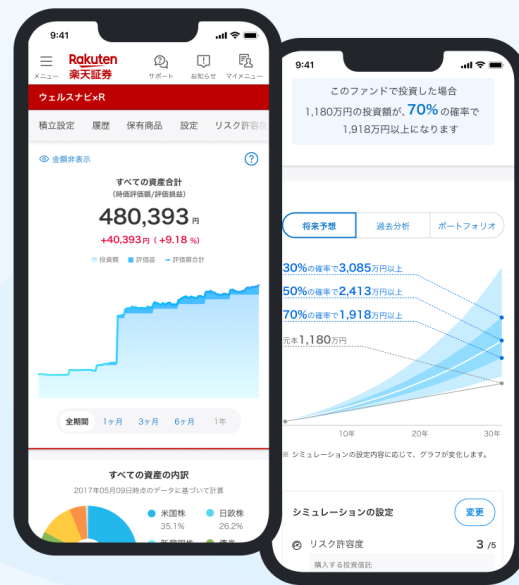 9:41
Rakuten
楽天証券
メニュー
サポート
お知らせ
マイメニュー
ウェルスナビ×R
積立設定 履歴 保有商品 設定 リスク許容度
金額非表示
?
すべての資産合計
(時価評価額/評価損益)
480,393 円
+40,393 円 ( +9.18 %)
投資額 評価益 評価額合計
全期間 1ヶ月 3ヶ月 6ヶ月 1年
すべての資産の内訳
2017年05月09日時点のデータに基づいて計算
米国株 日欧株
35.1% 26.2%
9:41
このファンドで投資した場合
1,180万円の投資額が、70% の確率で
1,918万円以上になります
将来予想 過去分析 ポートフォリオ
30%の確率で3,085万円以上
50%の確率で2,413万円以上
70%の確率で1,918万円以上
元本1,180万円
10年 20年 30年
※ シミュレーションの設定内容に応じて、グラフが変化します。
シミュレーションの設定 変更
リスク許容度 3 /5
購入する投資信託